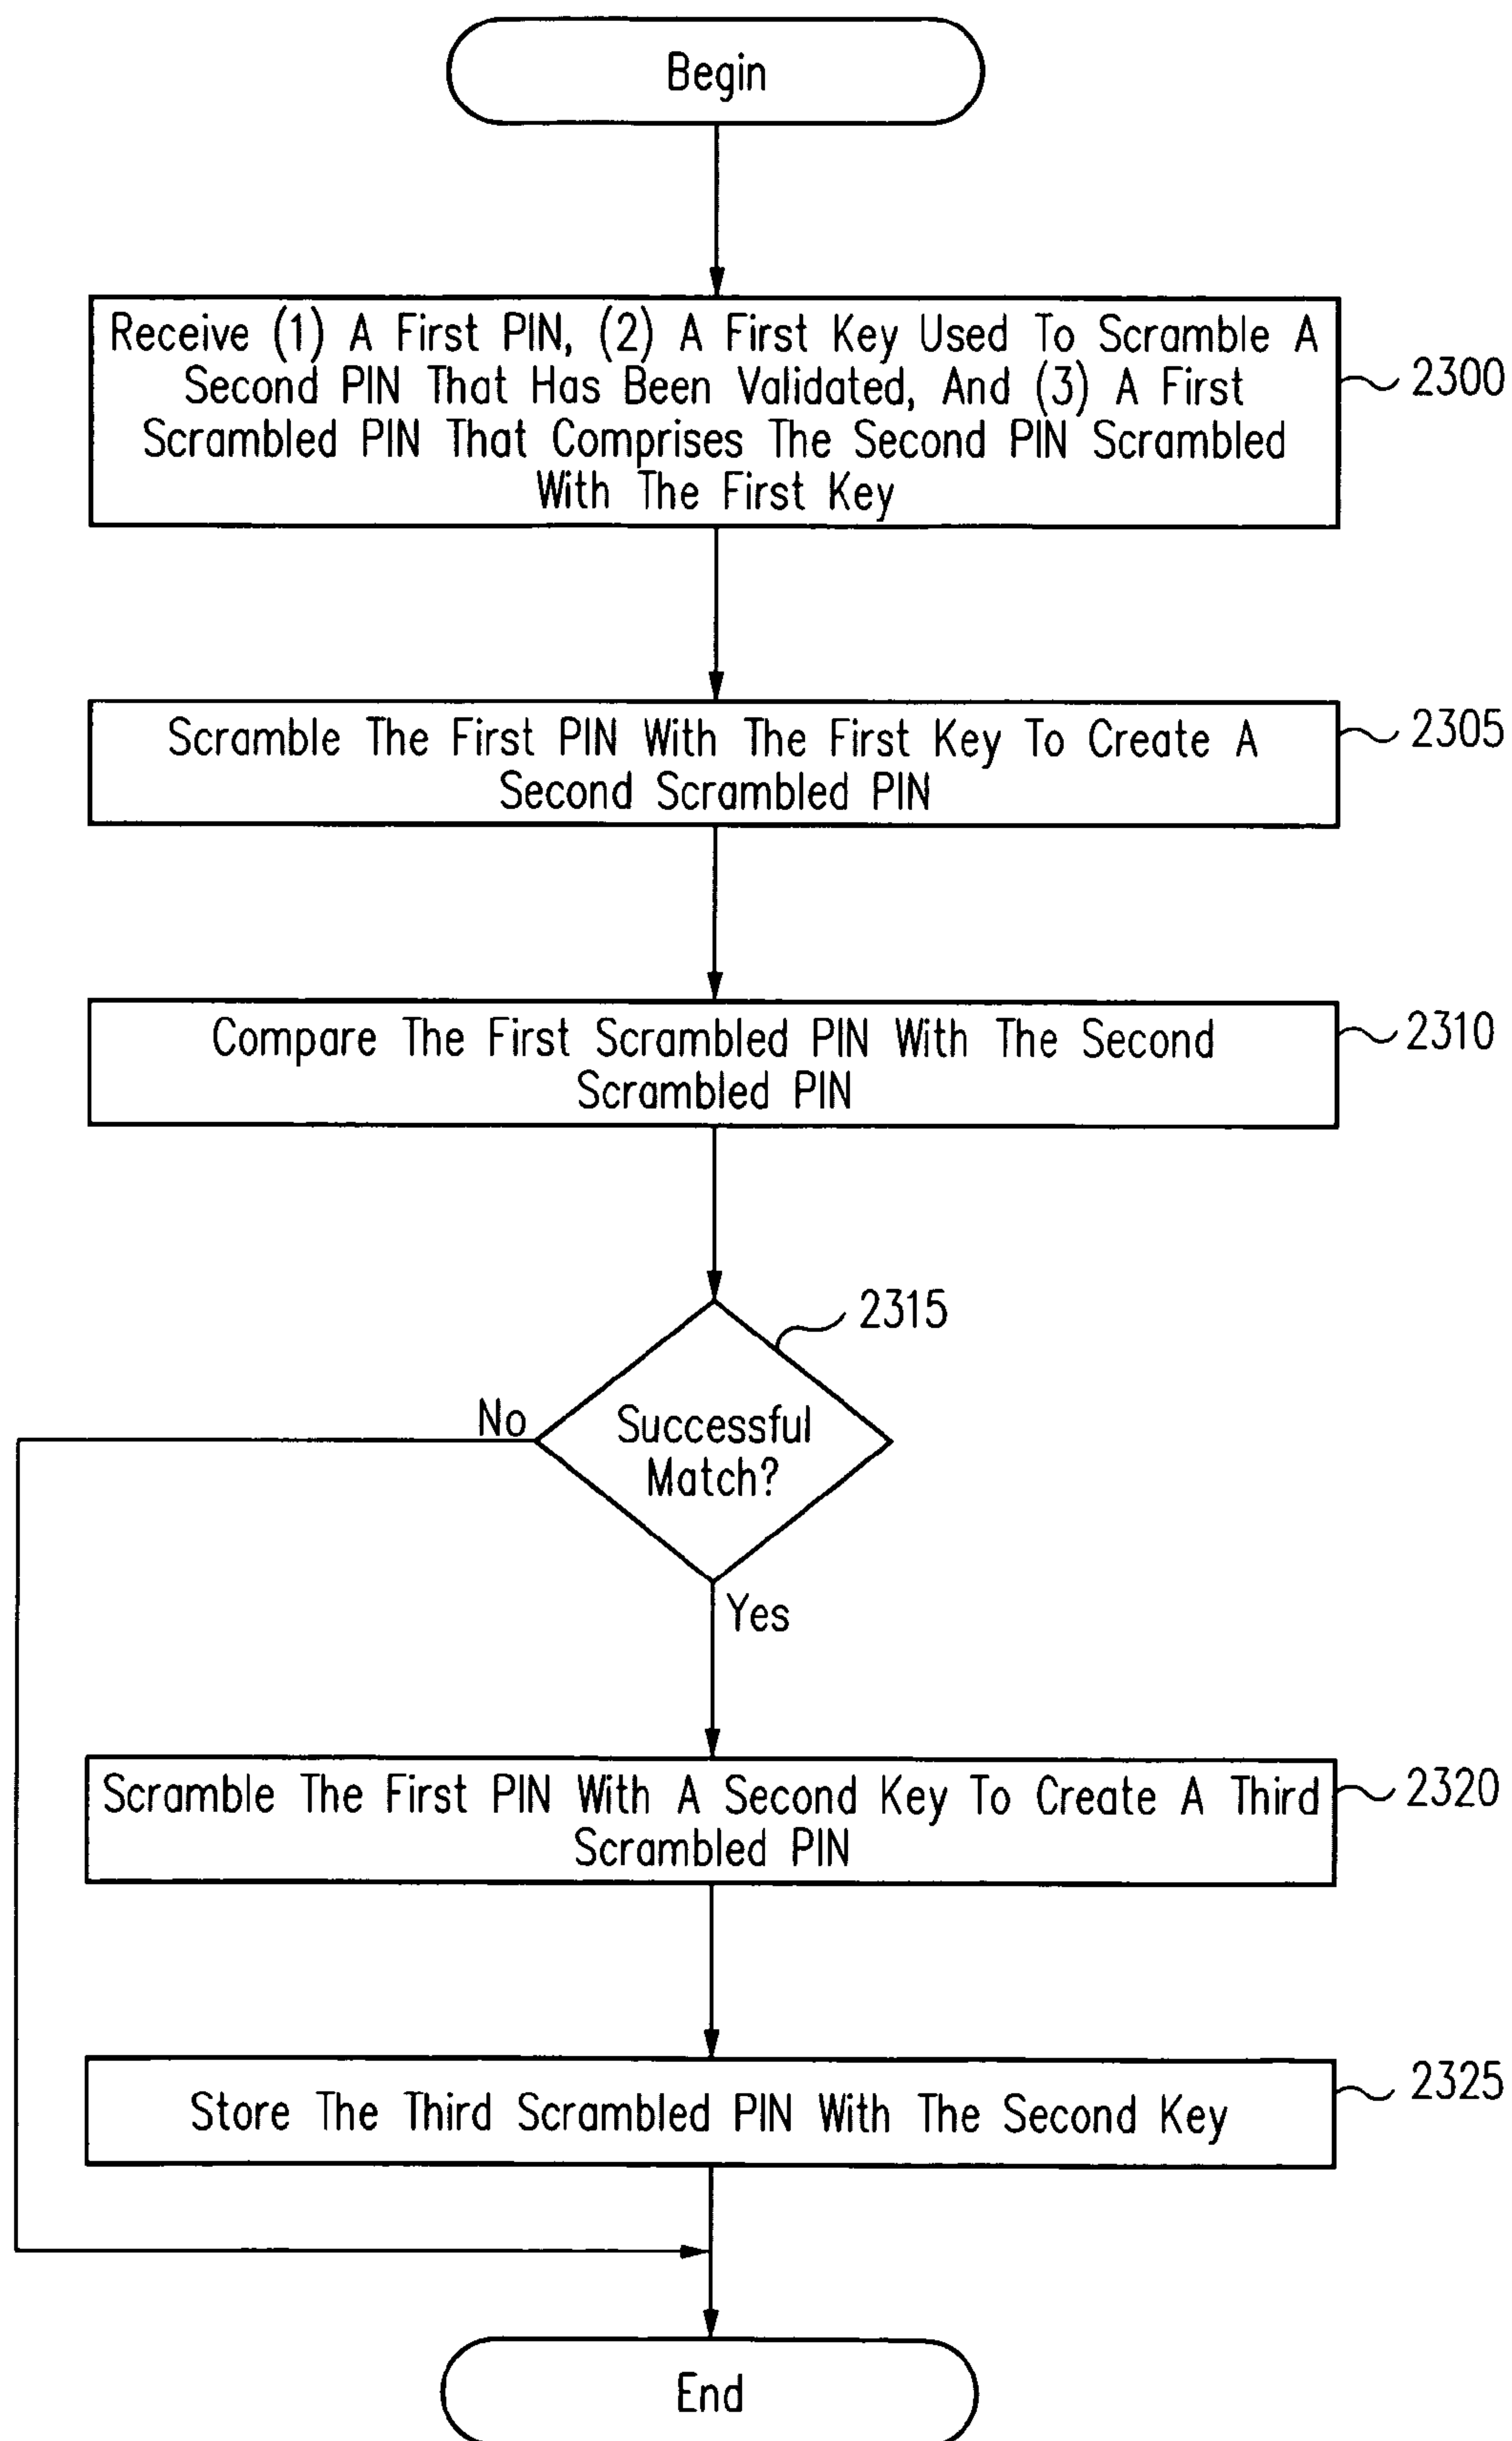 Begin
Receive (1) A First PIN, (2) A First Key Used To Scramble A
Second PIN That Has Been Validated, And (3) A First
Scrambled PIN That Comprises The Second PIN Scrambled
With The First Key
2300
Scramble The First PIN With The First Key To Create A
Second Scrambled PIN
2305
Compare The First Scrambled PIN With The Second
Scrambled PIN
2310
2315
No
Successful
Match?
Yes
Scramble The First PIN With A Second Key To Create A Third
Scrambled PIN
2320
Store The Third Scrambled PIN With The Second Key
2325
End